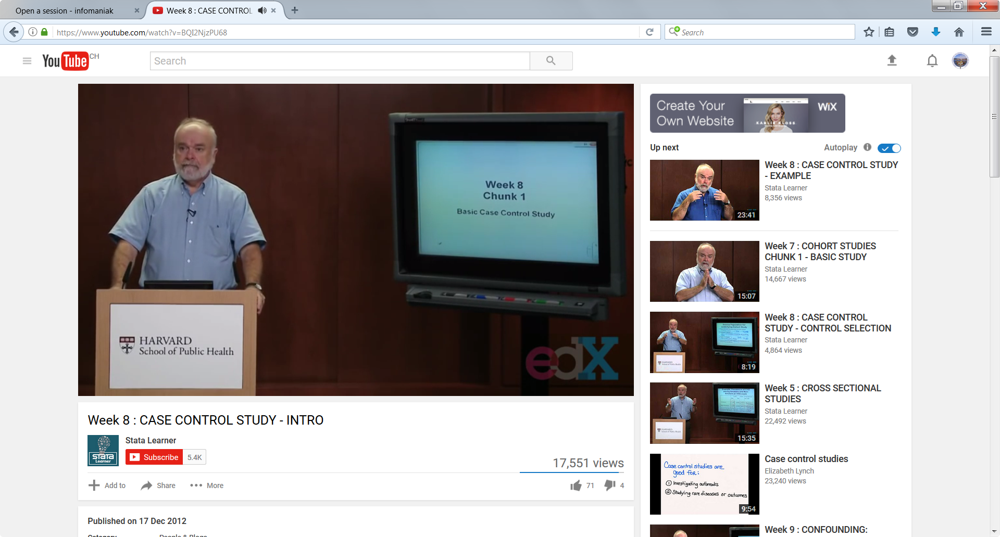 Open a session - infomaniak
Week 8 : CASE CONTROL
https://www.youtube.com/watch?v=BQI2NjzPU68
Search
YouTube CH
Search
Week 8
Chunk 1
Basic Case Control Study
HARVARD
School of Public Health
edX
Week 8 : CASE CONTROL STUDY - INTRO
stata
Learner
Stata Learner
Subscribe 5.4K
17,551 views
Add to Share More 71 4
Published on 17 Dec 2012
Category People & Blogs
Create Your
Own Website
KARLIE KLOSS
WiX
Up next Autoplay
Week 8 : CASE CONTROL STUDY
- EXAMPLE
Stata Learner
8,356 views
23:41
Week 7 : COHORT STUDIES
CHUNK 1 - BASIC STUDY
Stata Learner
14,667 views
15:07
Week 8 : CASE CONTROL
STUDY - CONTROL SELECTION
Stata Learner
4,864 views
8:19
Week 5 : CROSS SECTIONAL
STUDIES
Stata Learner
22,492 views
15:35
Case control studies are
good for:
1 Investigating outbreaks
2 Studying rare diseases or outcomes
9:54
Case control studies
Elizabeth Lynch
23,240 views
Week 9 : CONFOUNDING: